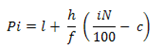 Pi = l + h/f (iN/100 − c)